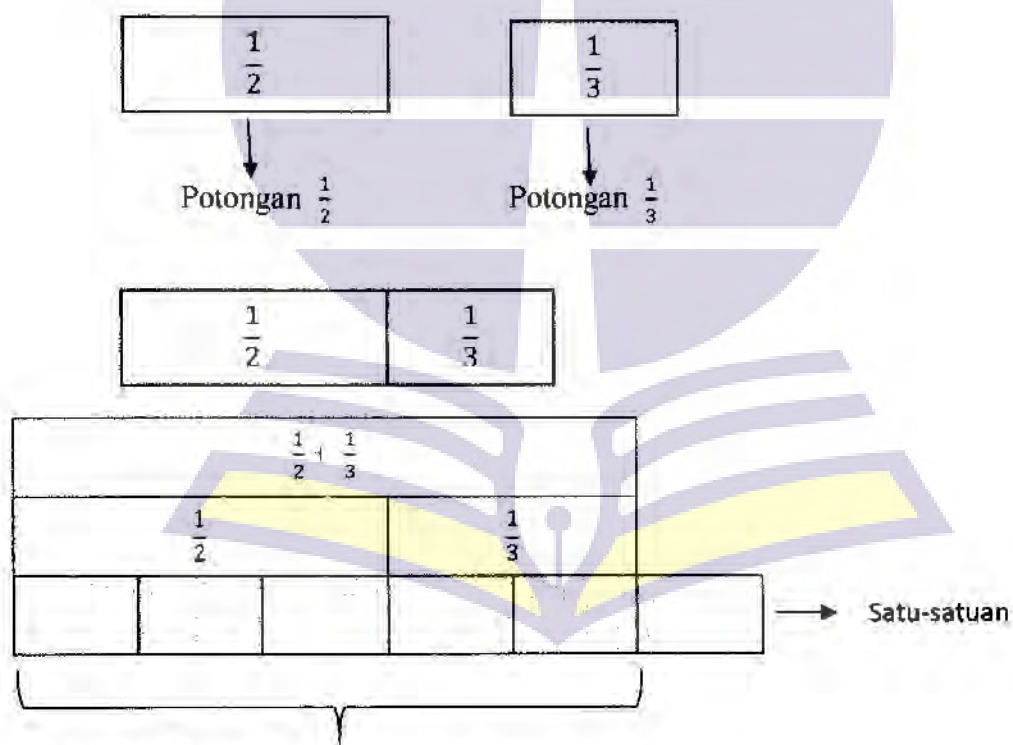 1/2 1/3
Potongan 1/2 Potongan 1/3
1/2 1/3
1/2 + 1/3
1/2 1/3
Satu-satuan